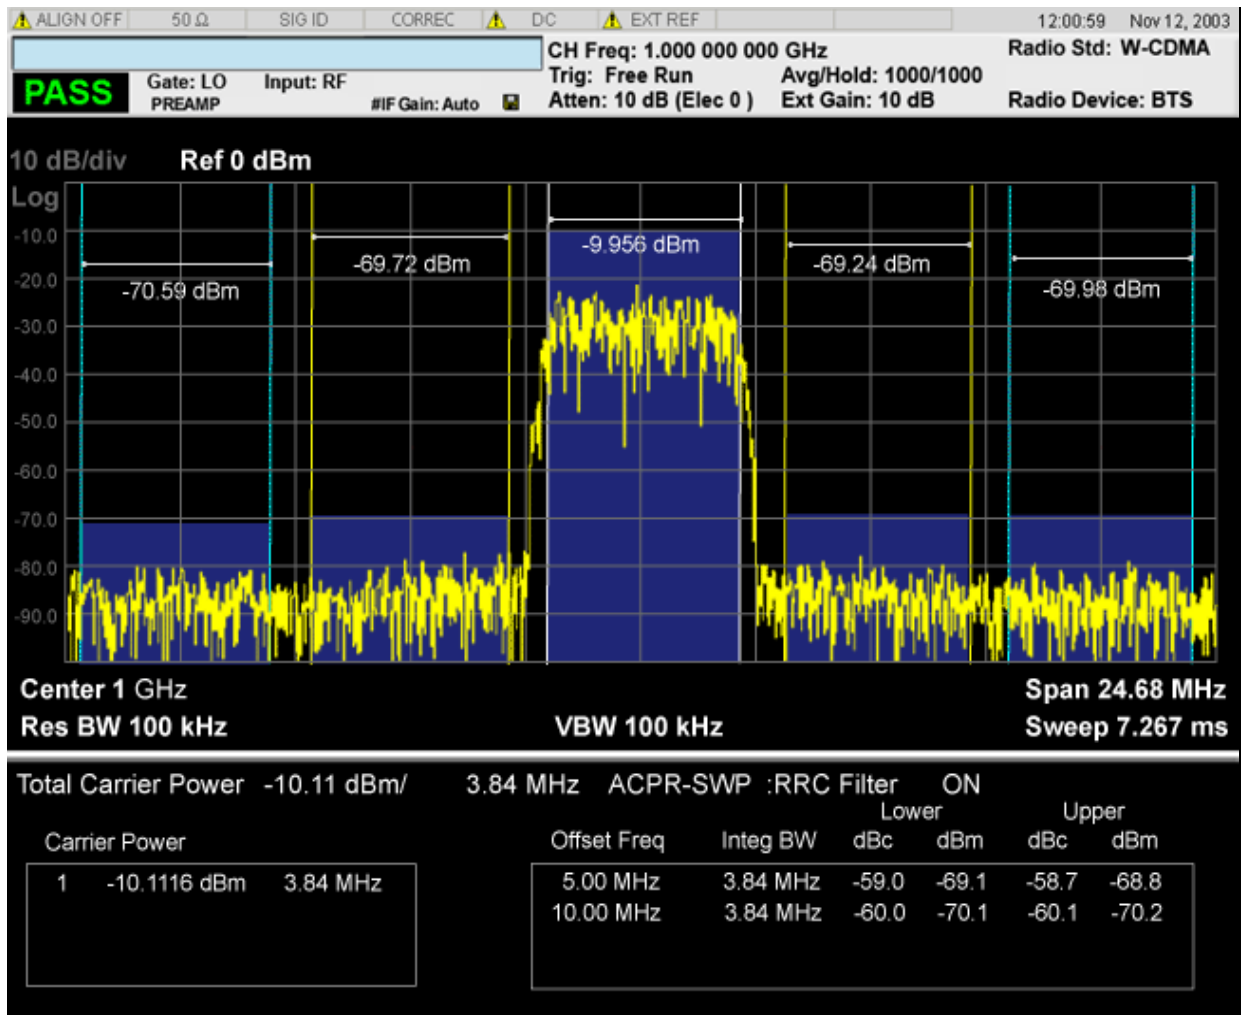 ALIGN OFF 50 Ω SIG ID CORREC DC EXT REF 12:00:59 Nov 12, 2003
CH Freq: 1.000 000 000 GHz Radio Std: W-CDMA
PASS Gate: LO Input: RF Trig: Free Run Avg/Hold: 1000/1000
PREAMP #IF Gain: Auto Atten: 10 dB (Elec 0 ) Ext Gain: 10 dB Radio Device: BTS
10 dB/div Ref 0 dBm
Log
-10.0
-20.0
-30.0
-40.0
-50.0
-60.0
-70.0
-80.0
-90.0
-70.59 dBm
-69.72 dBm
-9.956 dBm
-69.24 dBm
-69.98 dBm
Center 1 GHz Span 24.68 MHz
Res BW 100 kHz VBW 100 kHz Sweep 7.267 ms
Total Carrier Power -10.11 dBm/ 3.84 MHz ACPR-SWP :RRC Filter ON
Lower Upper
Carrier Power Offset Freq Integ BW dBc dBm dBc dBm
1 -10.1116 dBm 3.84 MHz 5.00 MHz 3.84 MHz -59.0 -69.1 -58.7 -68.8
10.00 MHz 3.84 MHz -60.0 -70.1 -60.1 -70.2